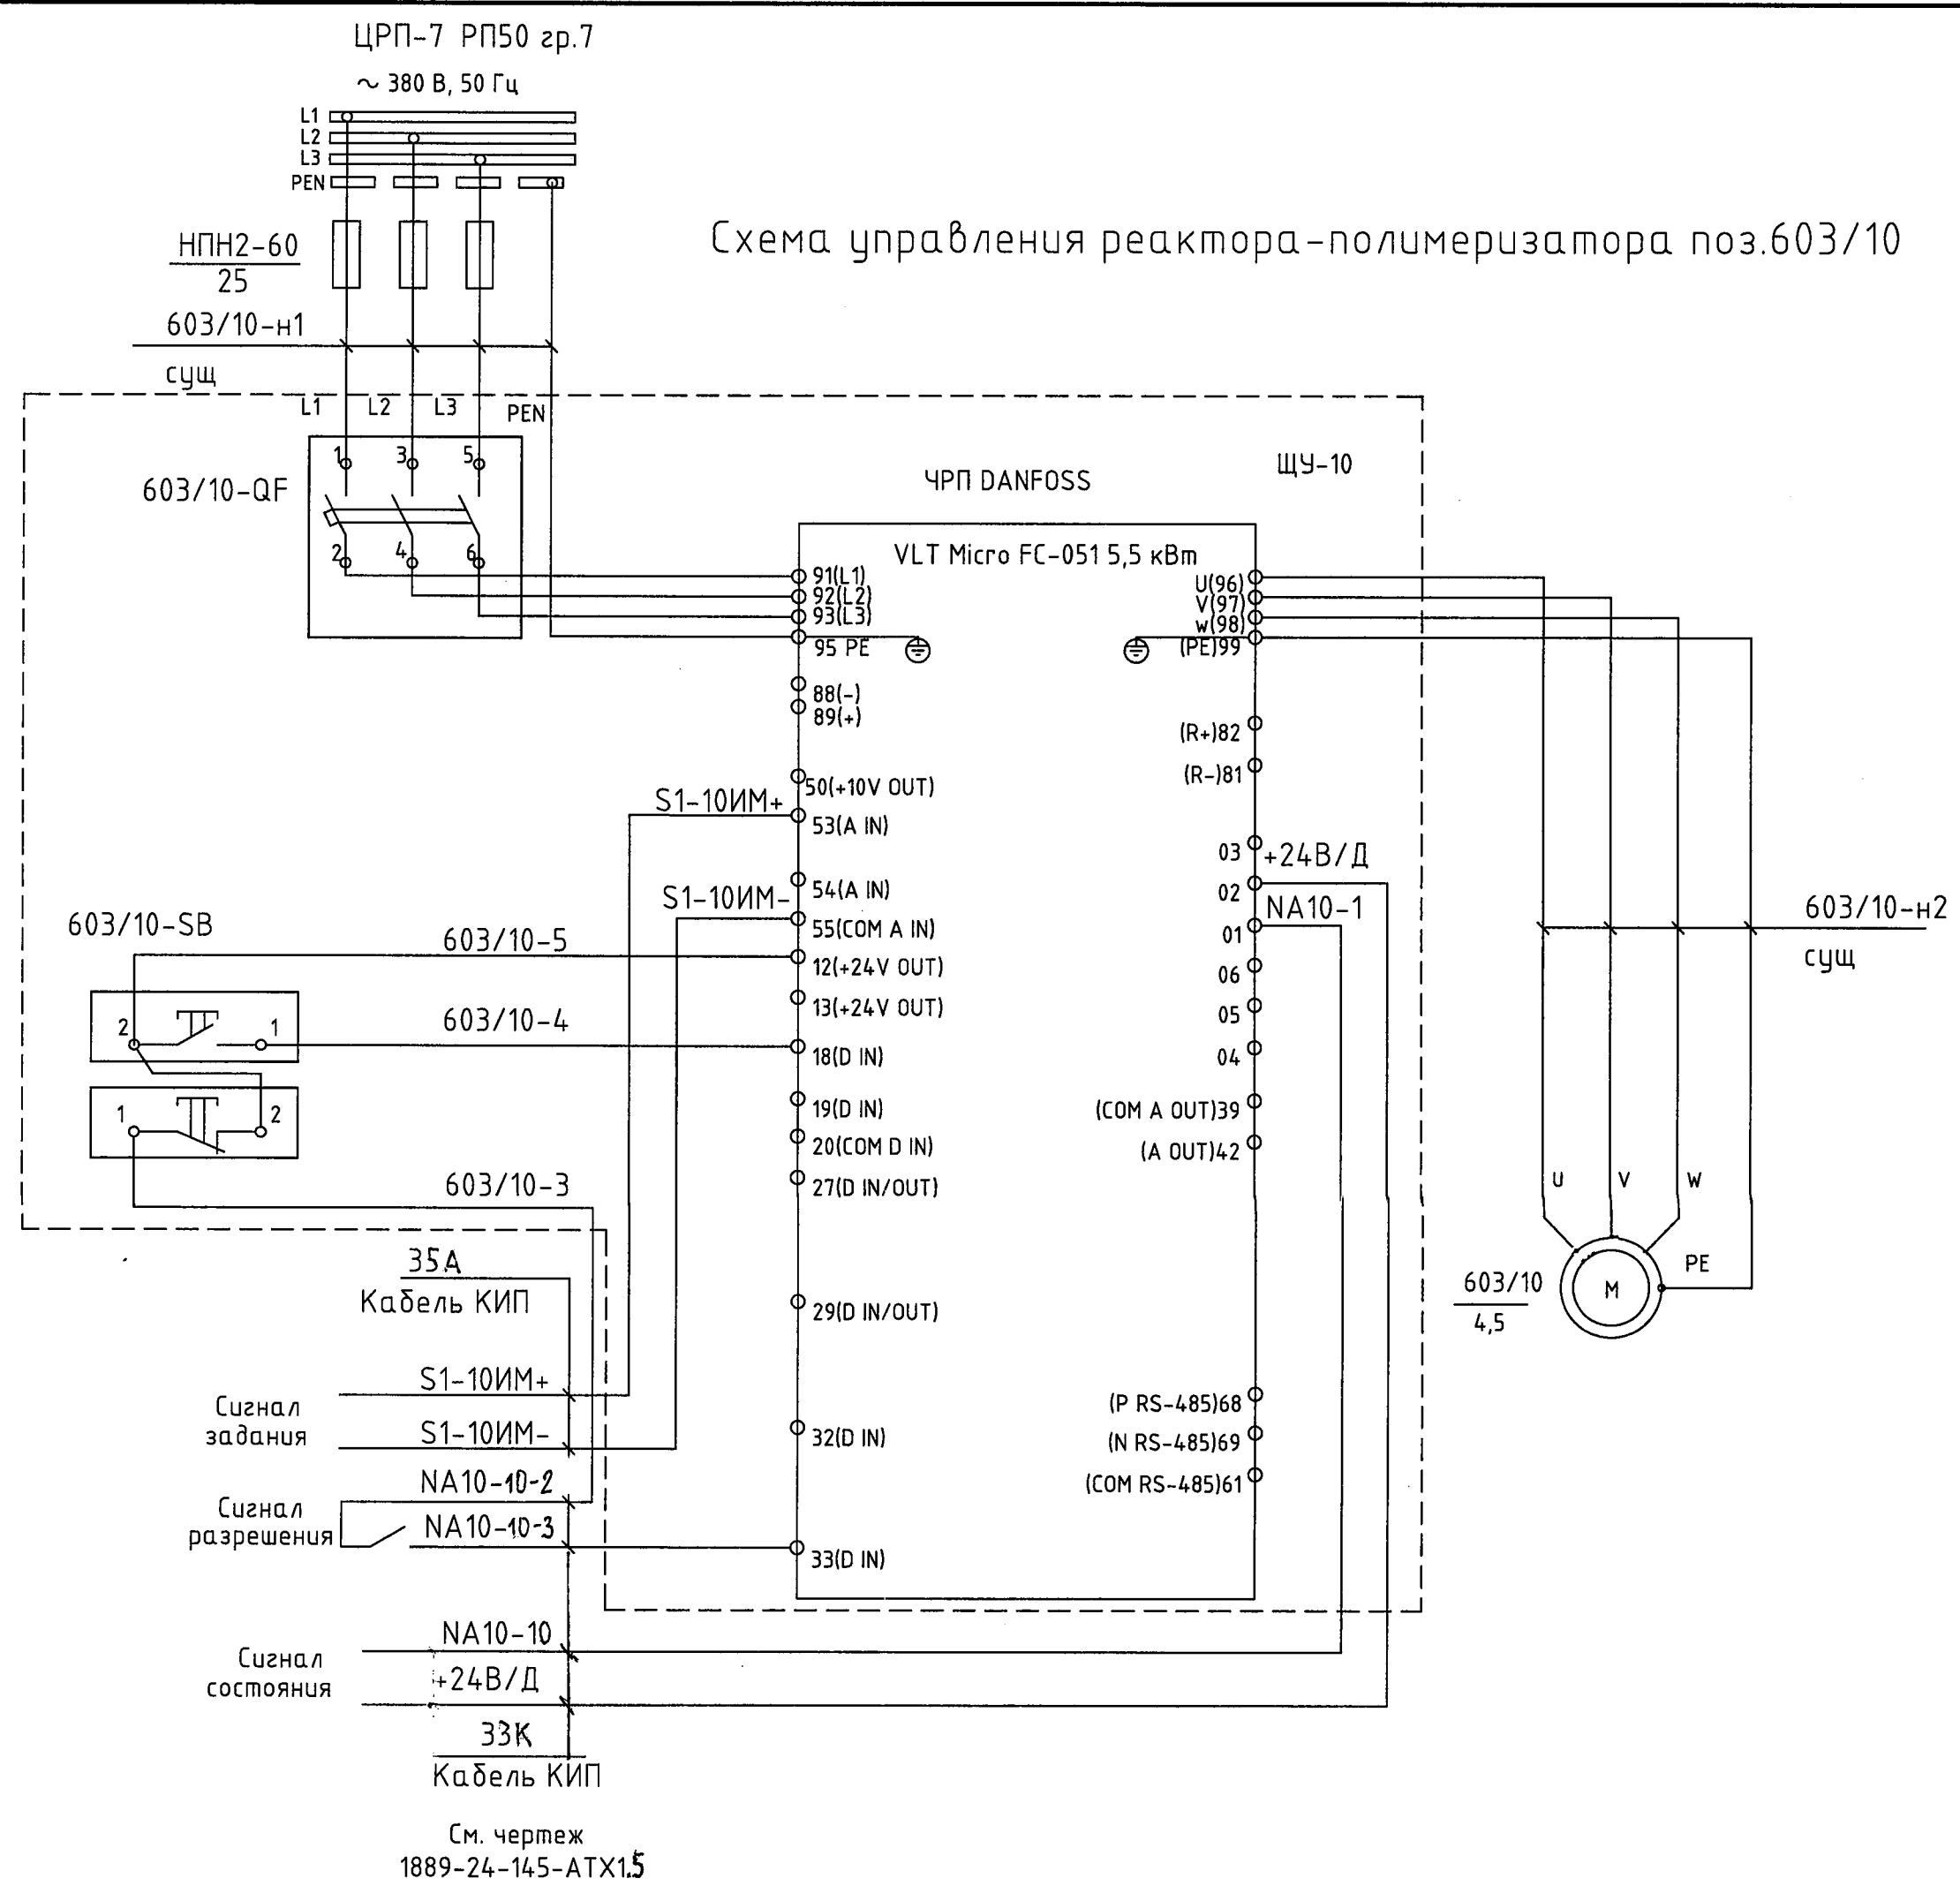 ЦРП-7 РП50 гр.7
~ 380 В, 50 Гц
L1
L2
L3
PEN
НПН2-60
25
Схема управления реактора-полимеризатора поз.603/10
603/10-н1
сущ
L1 L2 L3 PEN
1 3 5
603/10-QF
2 4 6
ЩУ-10
ЧРП DANFOSS
VLT Micro FC-051 5,5 кВт
91(L1)
92(L2)
93(L3)
95 PE
88(-)
89(+)
50(+10V OUT)
S1-10ИМ+
53(A IN)
54(A IN)
S1-10ИМ-
55(COM A IN)
12(+24V OUT)
13(+24V OUT)
18(D IN)
19(D IN)
20(COM D IN)
27(D IN/OUT)
29(D IN/OUT)
32(D IN)
33(D IN)
U(96)
V(97)
W(98)
(PE)99
(R+)82
(R-)81
03
+24В/Д
02
NA10-1
01
06
05
04
(COM A OUT)39
(A OUT)42
(P RS-485)68
(N RS-485)69
(COM RS-485)61
603/10-н2
сущ
U V W
PE
M
603/10
4,5
603/10-SB
603/10-5
2 1
603/10-4
1 2
603/10-3
35А
Кабель КИП
S1-10ИМ+
Сигнал
задания
S1-10ИМ-
NA10-10-2
Сигнал
разрешения
NA10-10-3
NA10-10
Сигнал
состояния
+24В/Д
33К
Кабель КИП
См. чертеж
1889-24-145-АТХ1.5